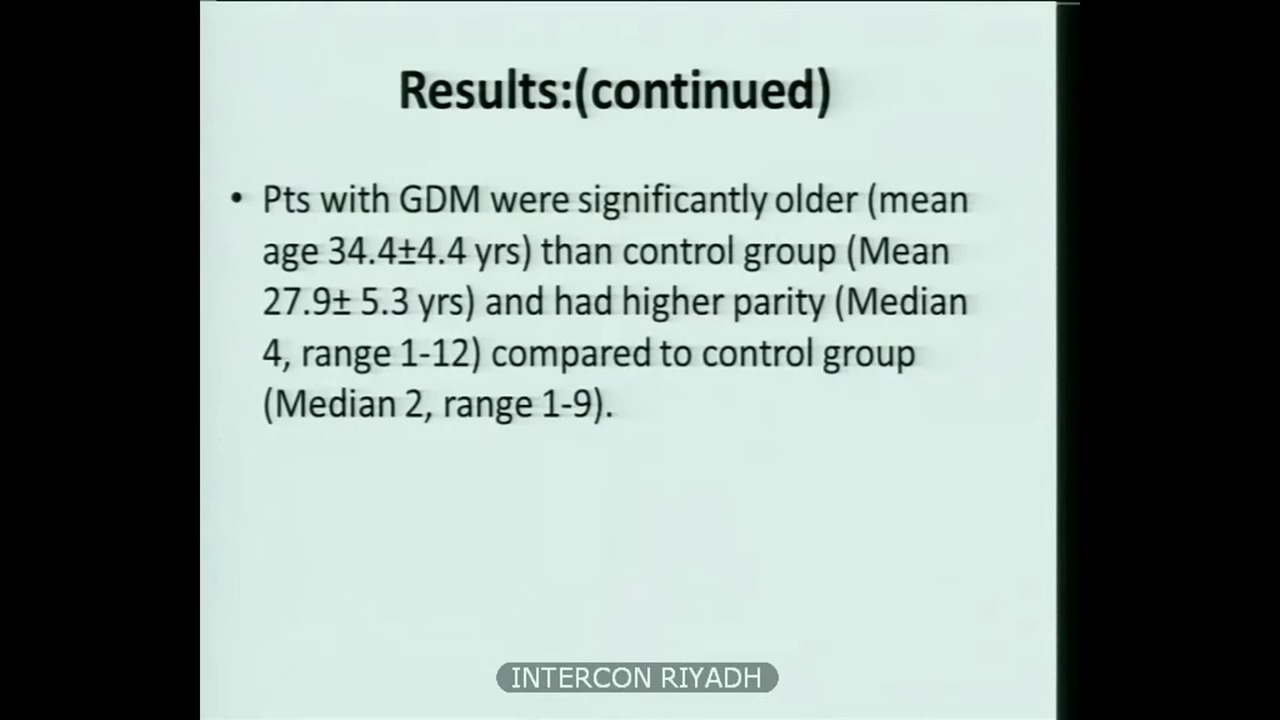 Results:(continued)
• Pts with GDM were significantly older (mean
age 34.4±4.4 yrs) than control group (Mean
27.9± 5.3 yrs) and had higher parity (Median
4, range 1-12) compared to control group
(Median 2, range 1-9).
INTERCON RIYADH